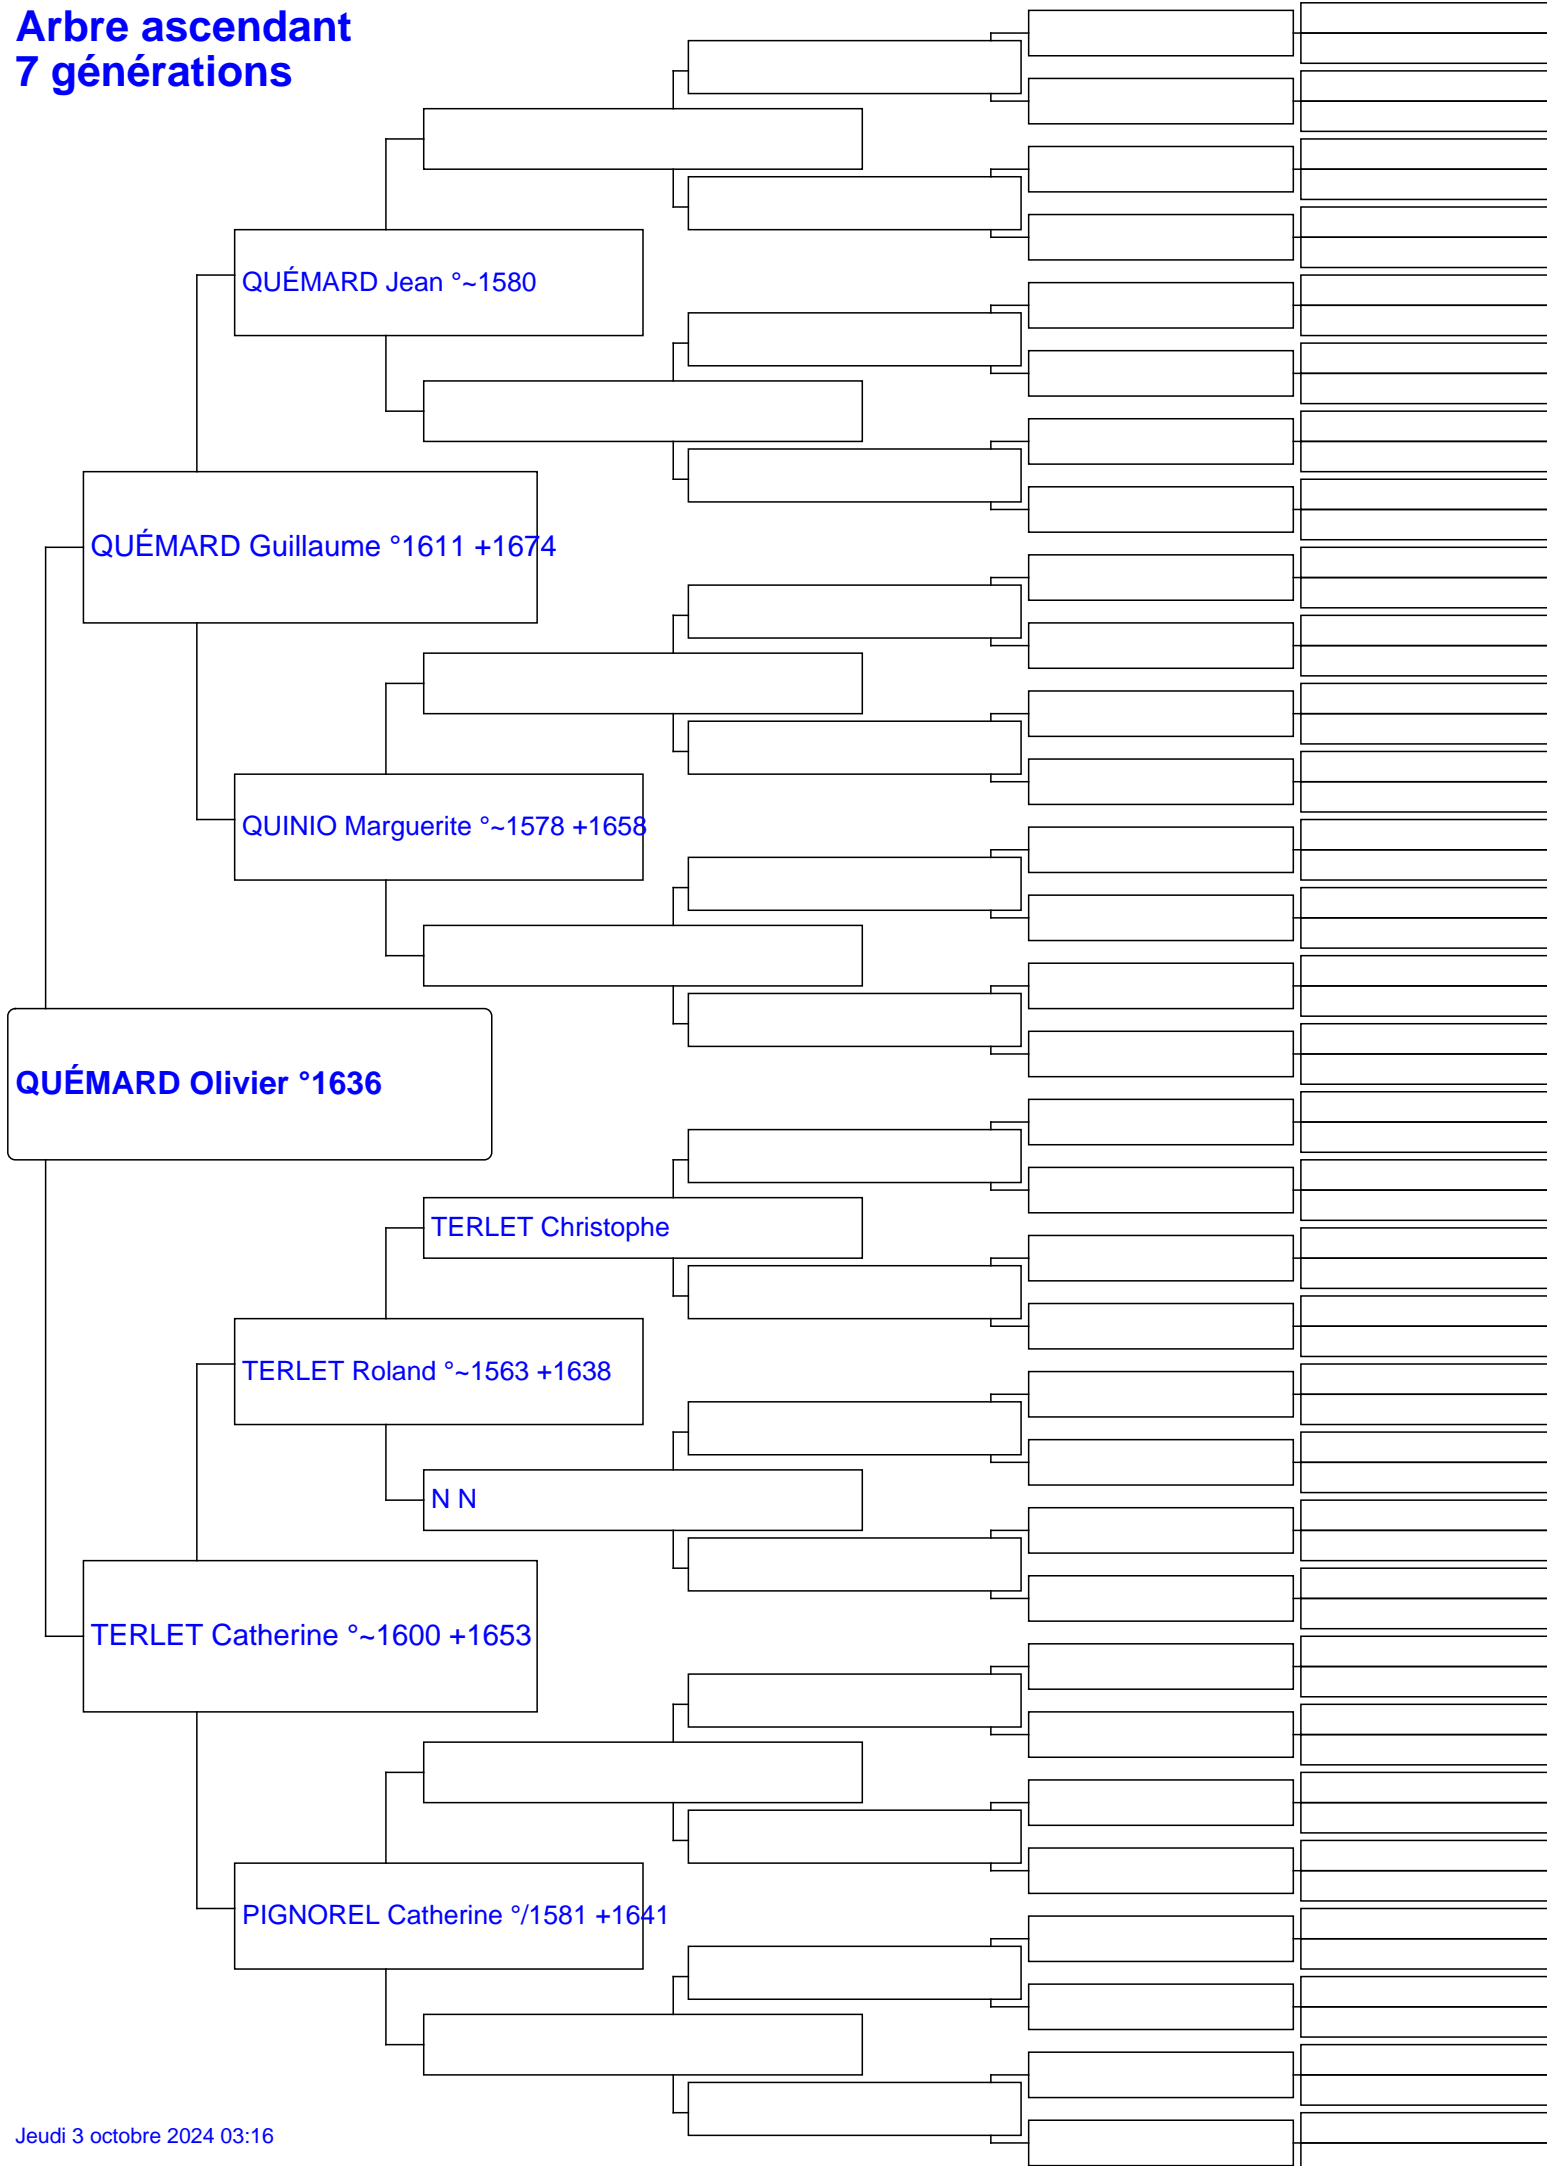 Arbre ascendant
7 générations
QUÉMARD Jean °~1580
QUÉMARD Guillaume °1611 +1674
QUINIO Marguerite °~1578 +1658
QUÉMARD Olivier °1636
TERLET Christophe
TERLET Roland °~1563 +1638
N N
TERLET Catherine °~1600 +1653
PIGNOREL Catherine °/1581 +1641
Jeudi 3 octobre 2024 03:16